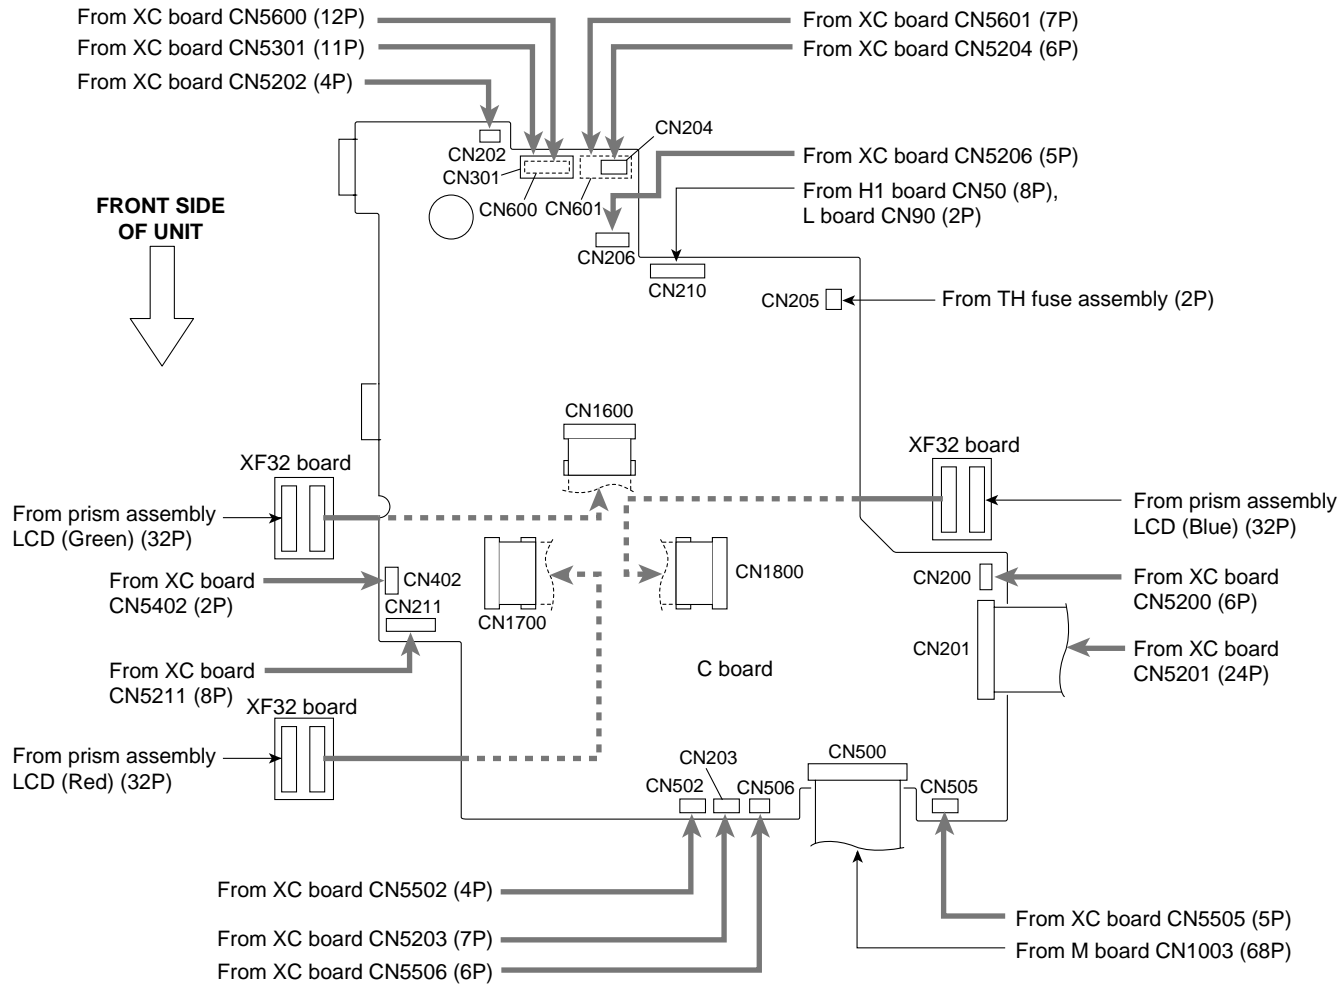 From XC board CN5600 (12P)
From XC board CN5601 (7P)
From XC board CN5301 (11P)
From XC board CN5204 (6P)
From XC board CN5202 (4P)
CN204
CN202
From XC board CN5206 (5P)
CN301
From H1 board CN50 (8P),
L board CN90 (2P)
CN600
CN601
FRONT SIDE
OF UNIT
CN206
CN210
CN205
From TH fuse assembly (2P)
CN1600
XF32 board
XF32 board
From prism assembly
LCD (Green) (32P)
From prism assembly
LCD (Blue) (32P)
From XC board
CN5402 (2P)
CN402
CN211
CN1700
CN1800
CN200
From XC board
CN5200 (6P)
CN201
From XC board
CN5201 (24P)
From XC board
CN5211 (8P)
C board
XF32 board
From prism assembly
LCD (Red) (32P)
CN203
CN500
CN502
CN506
CN505
From XC board CN5502 (4P)
From XC board CN5505 (5P)
From XC board CN5203 (7P)
From M board CN1003 (68P)
From XC board CN5506 (6P)